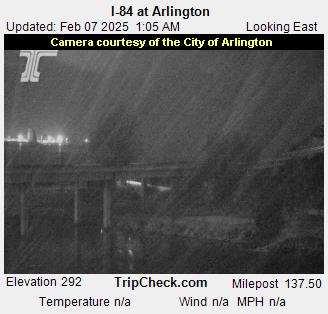 I-84 at Arlington
Updated: Feb 07 2025 1:05 AM Looking East
Camera courtesy of the City of Arlington
Elevation 292 TripCheck.com Milepost 137.50
Temperature n/a Wind n/a MPH n/a